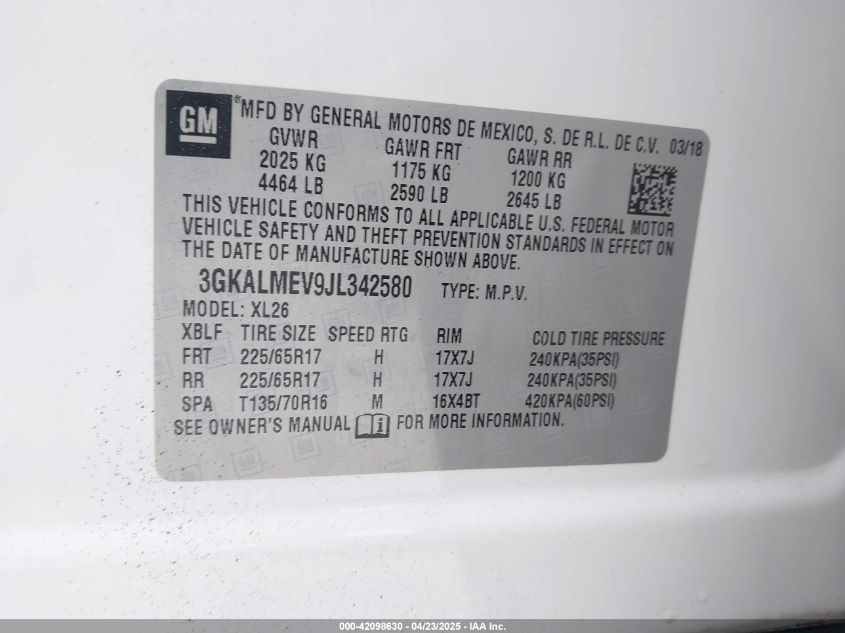 GM ®MFD BY GENERAL MOTORS DE MEXICO, S. DE R.L. DE C.V. 03/18
GVWR GAWR FRT GAWR RR
2025 KG 1175 KG 1200 KG
4464 LB 2590 LB 2645 LB
THIS VEHICLE CONFORMS TO ALL APPLICABLE U.S. FEDERAL MOTOR
VEHICLE SAFETY AND THEFT PREVENTION STANDARDS IN EFFECT ON
THE DATE OF MANUFACTURE SHOWN ABOVE.
3GKALMEV9JL342580 TYPE: M.P.V.
MODEL: XL26
XBLF TIRE SIZE SPEED RTG RIM COLD TIRE PRESSURE
FRT 225/65R17 H 17X7J 240KPA(35PSI)
RR 225/65R17 H 17X7J 240KPA(35PSI)
SPA T135/70R16 M 16X4BT 420KPA(60PSI)
SEE OWNER'S MANUAL FOR MORE INFORMATION.
000-42098630 - 04/23/2025 - IAA Inc.